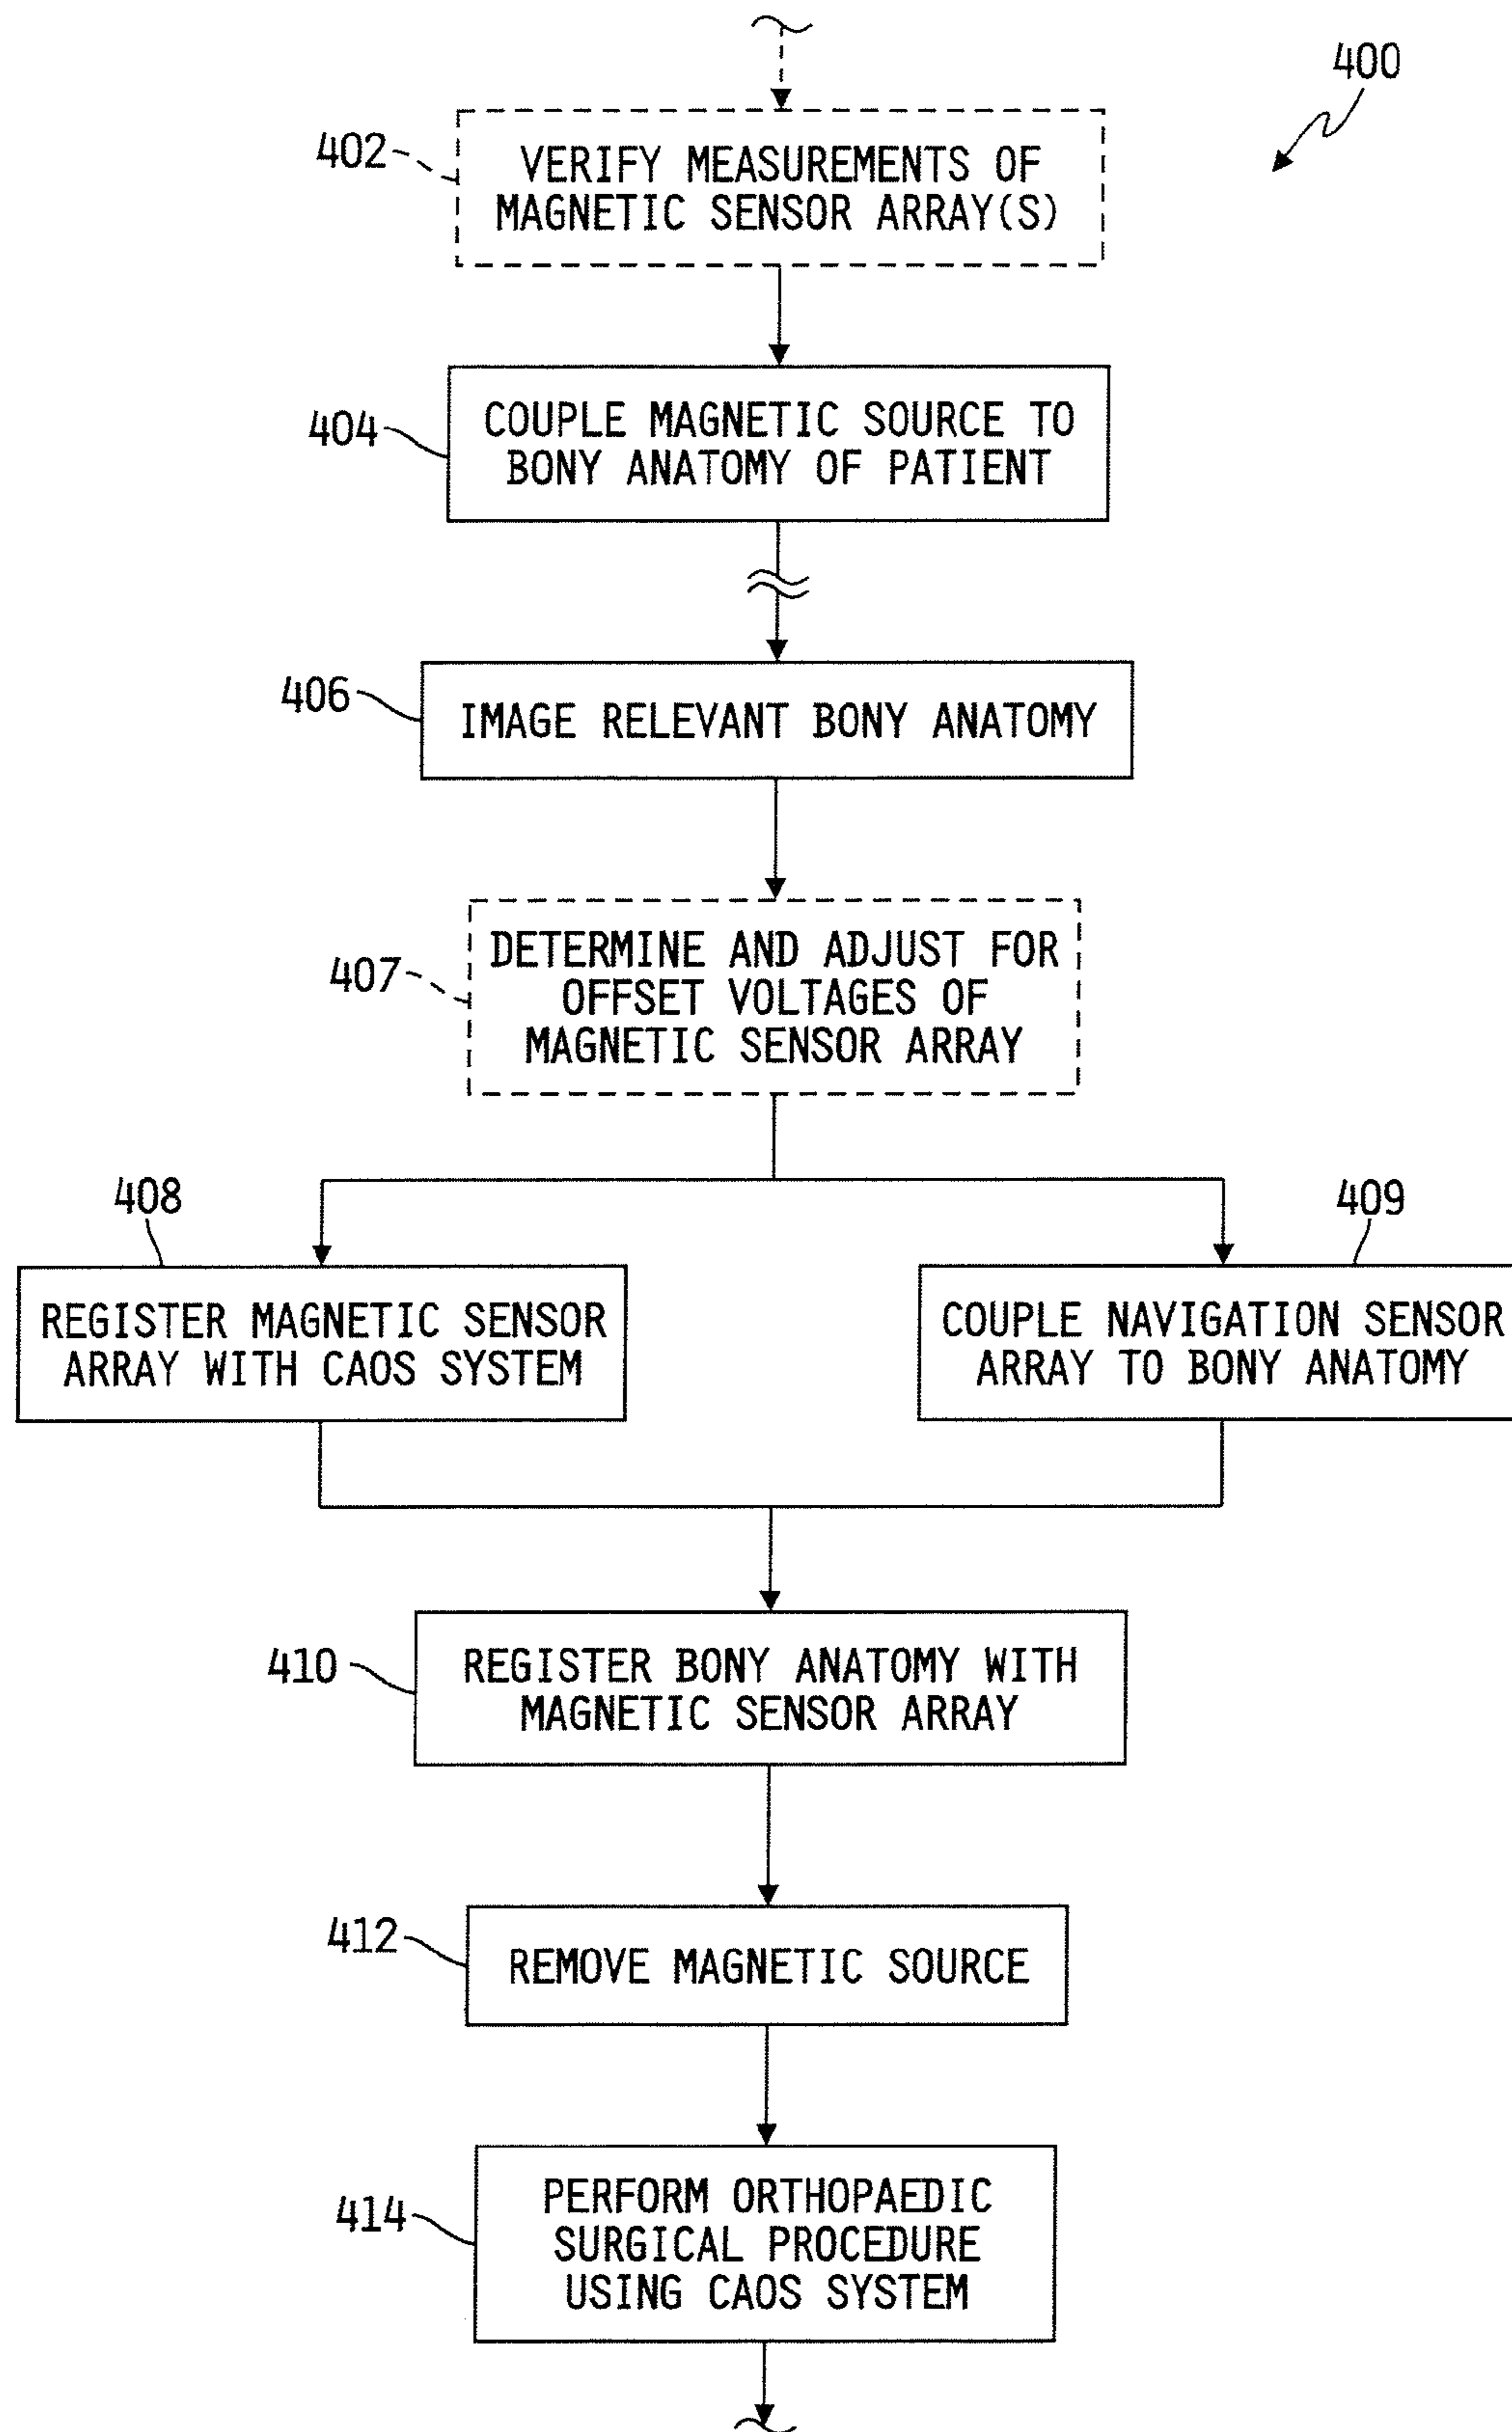 400
402
VERIFY MEASUREMENTS OF
MAGNETIC SENSOR ARRAY(S)
404
COUPLE MAGNETIC SOURCE TO
BONY ANATOMY OF PATIENT
406
IMAGE RELEVANT BONY ANATOMY
407
DETERMINE AND ADJUST FOR
OFFSET VOLTAGES OF
MAGNETIC SENSOR ARRAY
408
REGISTER MAGNETIC SENSOR
ARRAY WITH CAOS SYSTEM
409
COUPLE NAVIGATION SENSOR
ARRAY TO BONY ANATOMY
410
REGISTER BONY ANATOMY WITH
MAGNETIC SENSOR ARRAY
412
REMOVE MAGNETIC SOURCE
414
PERFORM ORTHOPAEDIC
SURGICAL PROCEDURE
USING CAOS SYSTEM